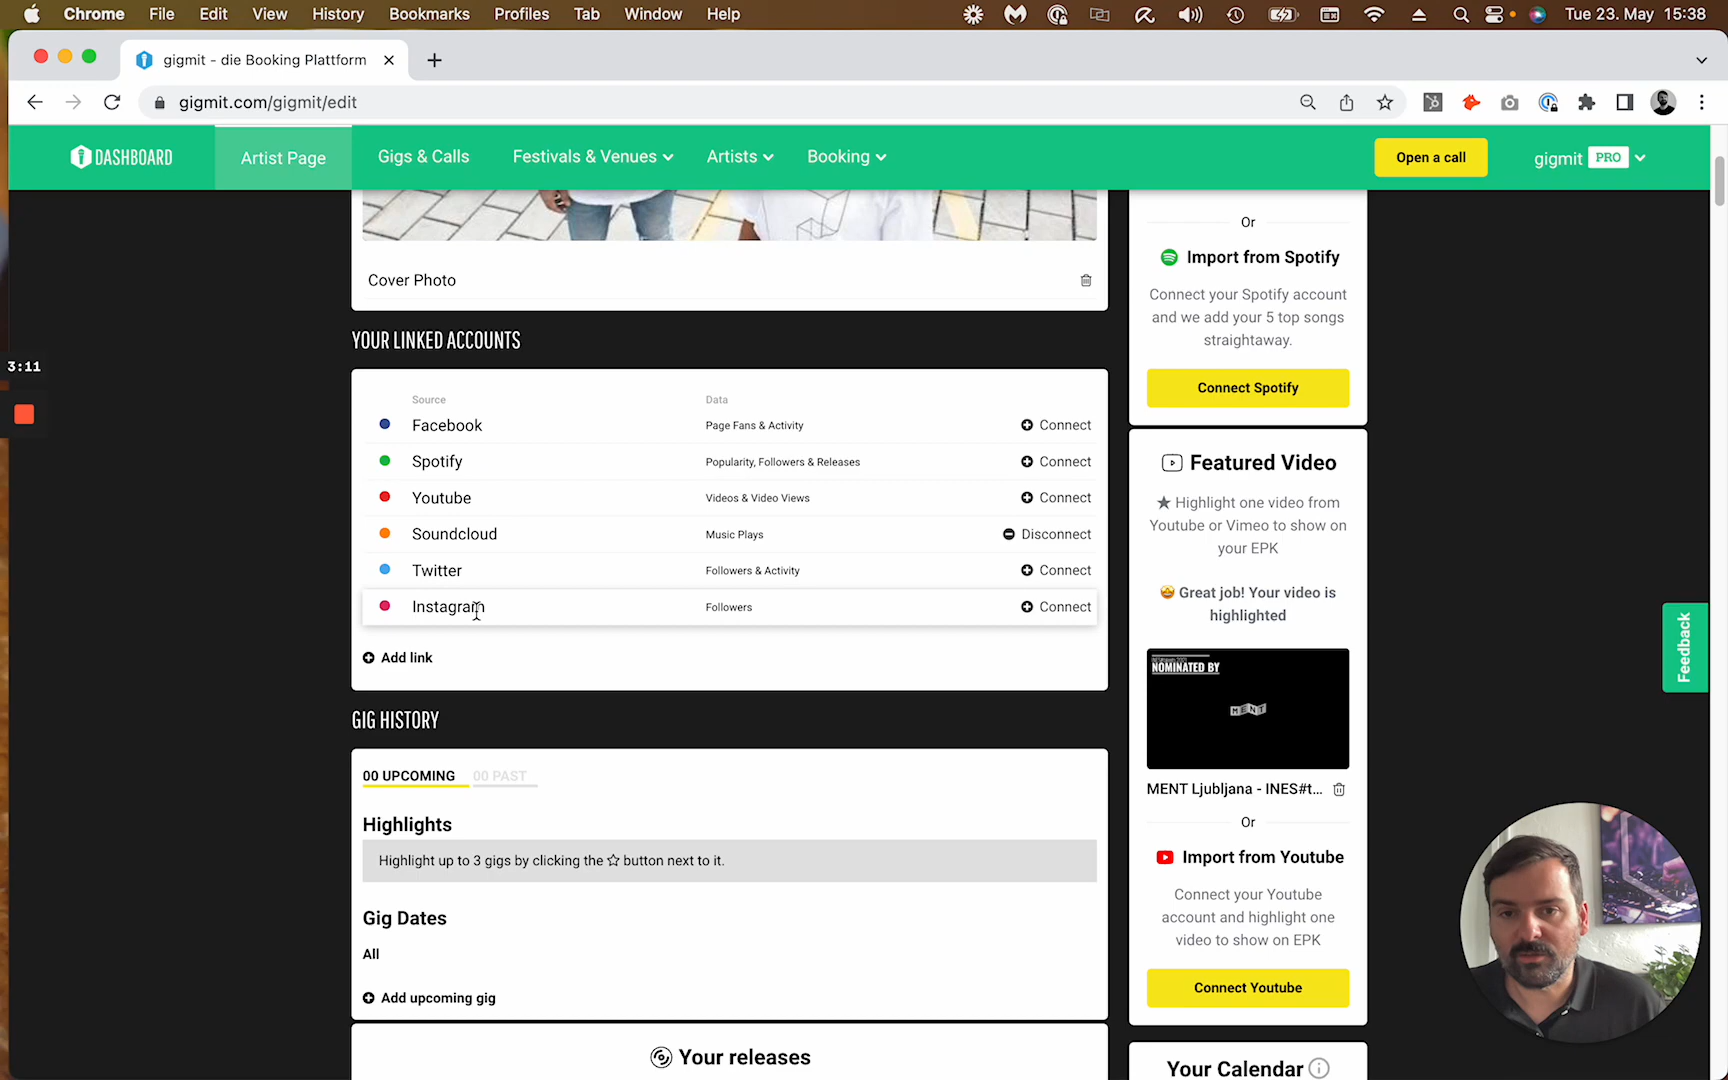 Chrome File Edit View History Bookmarks Profiles Tab Window Help Tue 23. May 15:38
gigmit - die Booking Plattform
gigmit.com/gigmit/edit
DASHBOARD Artist Page Gigs & Calls Festivals & Venues Artists Booking Open a call gigmit PRO
Cover Photo
YOUR LINKED ACCOUNTS
3:11
Source Data
Facebook Page Fans & Activity Connect
Spotify Popularity, Followers & Releases Connect
Youtube Videos & Video Views Connect
Soundcloud Music Plays Disconnect
Twitter Followers & Activity Connect
Instagram Followers Connect
Add link
GIG HISTORY
00 UPCOMING 00 PAST
Highlights
Highlight up to 3 gigs by clicking the ☆ button next to it.
Gig Dates
All
Add upcoming gig
Your releases
Or
Import from Spotify
Connect your Spotify account
and we add your 5 top songs
straightaway.
Connect Spotify
Featured Video
★ Highlight one video from
Youtube or Vimeo to show on
your EPK
🤩 Great job! Your video is
highlighted
NOMINATED BY
MENT
MENT Ljubljana - INES#t...
Or
Import from Youtube
Connect your Youtube
account and highlight one
video to show on EPK
Connect Youtube
Your Calendar
Feedback